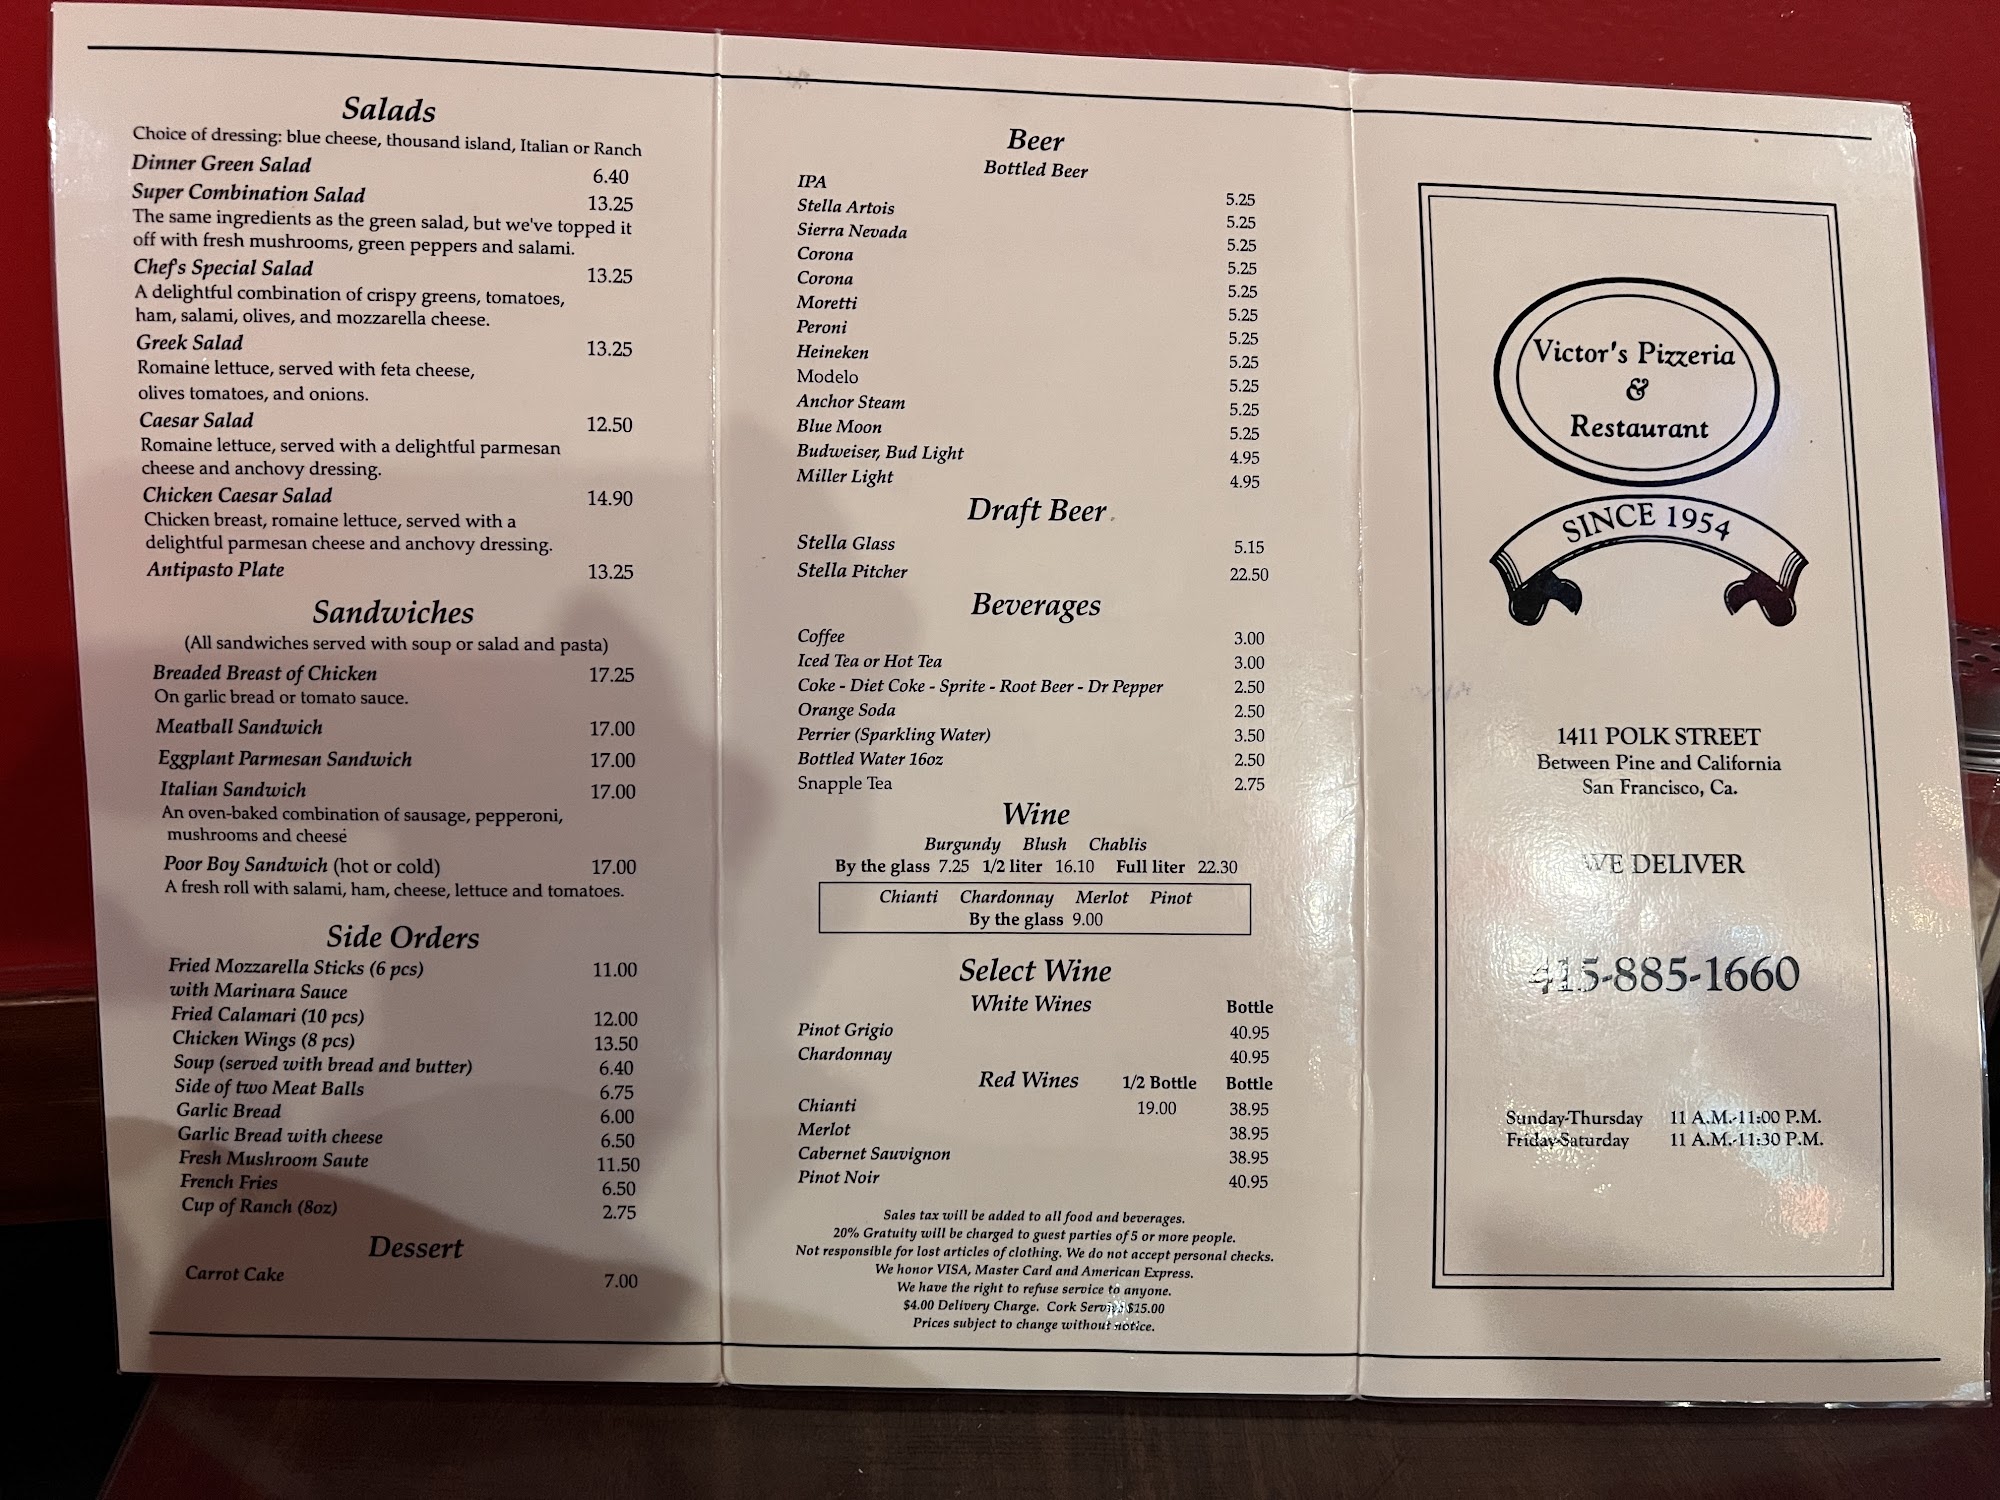 Salads
Choice of dressing: blue cheese, thousand island, Italian or Ranch
Dinner Green Salad 6.40
Super Combination Salad 13.25
The same ingredients as the green salad, but we've topped it
off with fresh mushrooms, green peppers and salami.
Chef's Special Salad 13.25
A delightful combination of crispy greens, tomatoes,
ham, salami, olives, and mozzarella cheese.
Greek Salad 13.25
Romaine lettuce, served with feta cheese,
olives tomatoes, and onions.
Caesar Salad 12.50
Romaine lettuce, served with a delightful parmesan
cheese and anchovy dressing.
Chicken Caesar Salad 14.90
Chicken breast, romaine lettuce, served with a
delightful parmesan cheese and anchovy dressing.
Antipasto Plate 13.25
Sandwiches
(All sandwiches served with soup or salad and pasta)
Breaded Breast of Chicken 17.25
On garlic bread or tomato sauce.
Meatball Sandwich 17.00
Eggplant Parmesan Sandwich 17.00
Italian Sandwich 17.00
An oven-baked combination of sausage, pepperoni,
mushrooms and cheese
Poor Boy Sandwich (hot or cold) 17.00
A fresh roll with salami, ham, cheese, lettuce and tomatoes.
Side Orders
Fried Mozzarella Sticks (6 pcs) 11.00
with Marinara Sauce
Fried Calamari (10 pcs) 12.00
Chicken Wings (8 pcs) 13.50
Soup (served with bread and butter) 6.40
Side of two Meat Balls 6.75
Garlic Bread 6.00
Garlic Bread with cheese 6.50
Fresh Mushroom Saute 11.50
French Fries 6.50
Cup of Ranch (8oz) 2.75
Dessert
Carrot Cake 7.00
Beer
Bottled Beer
IPA 5.25
Stella Artois 5.25
Sierra Nevada 5.25
Corona 5.25
Corona 5.25
Moretti 5.25
Peroni 5.25
Heineken 5.25
Modelo 5.25
Anchor Steam 5.25
Blue Moon 5.25
Budweiser, Bud Light 4.95
Miller Light 4.95
Draft Beer
Stella Glass 5.15
Stella Pitcher 22.50
Beverages
Coffee 3.00
Iced Tea or Hot Tea 3.00
Coke - Diet Coke - Sprite - Root Beer - Dr Pepper 2.50
Orange Soda 2.50
Perrier (Sparkling Water) 3.50
Bottled Water 16oz 2.50
Snapple Tea 2.75
Wine
Burgundy Blush Chablis
By the glass 7.25 1/2 liter 16.10 Full liter 22.30
Chianti Chardonnay Merlot Pinot
By the glass 9.00
Select Wine
White Wines Bottle
Pinot Grigio 40.95
Chardonnay 40.95
Red Wines 1/2 Bottle Bottle
Chianti 19.00 38.95
Merlot 38.95
Cabernet Sauvignon 38.95
Pinot Noir 40.95
Sales tax will be added to all food and beverages.
20% Gratuity will be charged to guest parties of 5 or more people.
Not responsible for lost articles of clothing. We do not accept personal checks.
We honor VISA, Master Card and American Express.
We have the right to refuse service to anyone.
$4.00 Delivery Charge. Cork Service $15.00
Prices subject to change without notice.
Victor's Pizzeria
&
Restaurant
SINCE 1954
1411 POLK STREET
Between Pine and California
San Francisco, Ca.
WE DELIVER
415-885-1660
Sunday-Thursday 11 A.M.-11:00 P.M.
Friday-Saturday 11 A.M.-11:30 P.M.